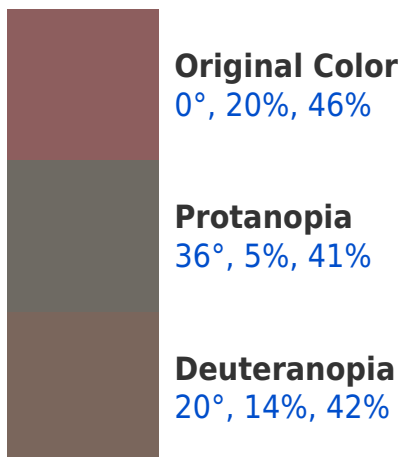 Original Color
0°, 20%, 46%
Protanopia
36°, 5%, 41%
Deuteranopia
20°, 14%, 42%